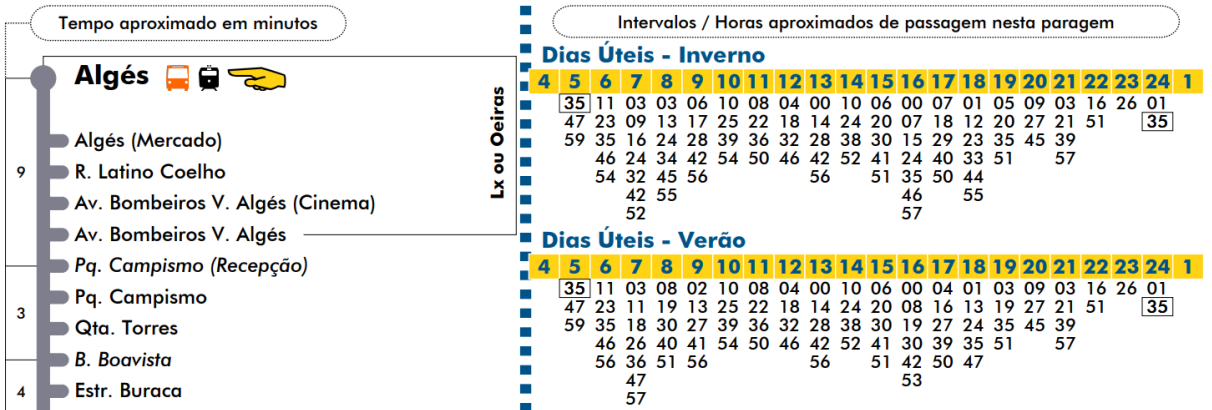 Tempo aproximado em minutos
Algés
Algés (Mercado)
R. Latino Coelho
Av. Bombeiros V. Algés (Cinema)
Av. Bombeiros V. Algés
Pq. Campismo (Recepção)
Pq. Campismo
Qta. Torres
B. Boavista
Estr. Buraca
9
3
4
Lx ou Oeiras
Intervalos / Horas aproximados de passagem nesta paragem
Dias Úteis - Inverno
4 5 6 7 8 9 10 11 12 13 14 15 16 17 18 19 20 21 22 23 24 1
35 11 03 03 06 10 08 04 00 10 06 00 07 01 05 09 03 16 26 01
47 23 09 13 17 25 22 18 14 24 20 07 18 12 20 27 21 51 35
59 35 16 24 28 39 36 32 28 38 30 15 29 23 35 45 39
46 24 34 42 54 50 46 42 52 41 24 40 33 51 57
54 32 45 56 56 51 35 50 44
42 55 46 55
52 57
Dias Úteis - Verão
4 5 6 7 8 9 10 11 12 13 14 15 16 17 18 19 20 21 22 23 24 1
35 11 03 08 02 10 08 04 00 10 06 00 04 01 03 09 03 16 26 01
47 23 11 19 13 25 22 18 14 24 20 08 16 13 19 27 21 51 35
59 35 18 30 27 39 36 32 28 38 30 19 27 24 35 45 39
46 26 40 41 54 50 46 42 52 41 30 39 35 51 57
56 36 51 56 56 51 42 50 47
47 53
57